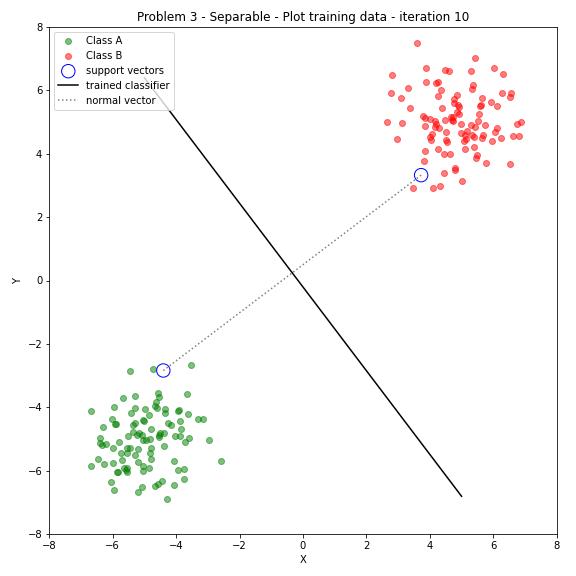 Problem 3 - Separable - Plot training data - iteration 10
Class A
Class B
support vectors
trained classifier
normal vector
8
6
4
2
0
−2
−4
−6
−8
Y
−8 −6 −4 −2 0 2 4 6 8
X